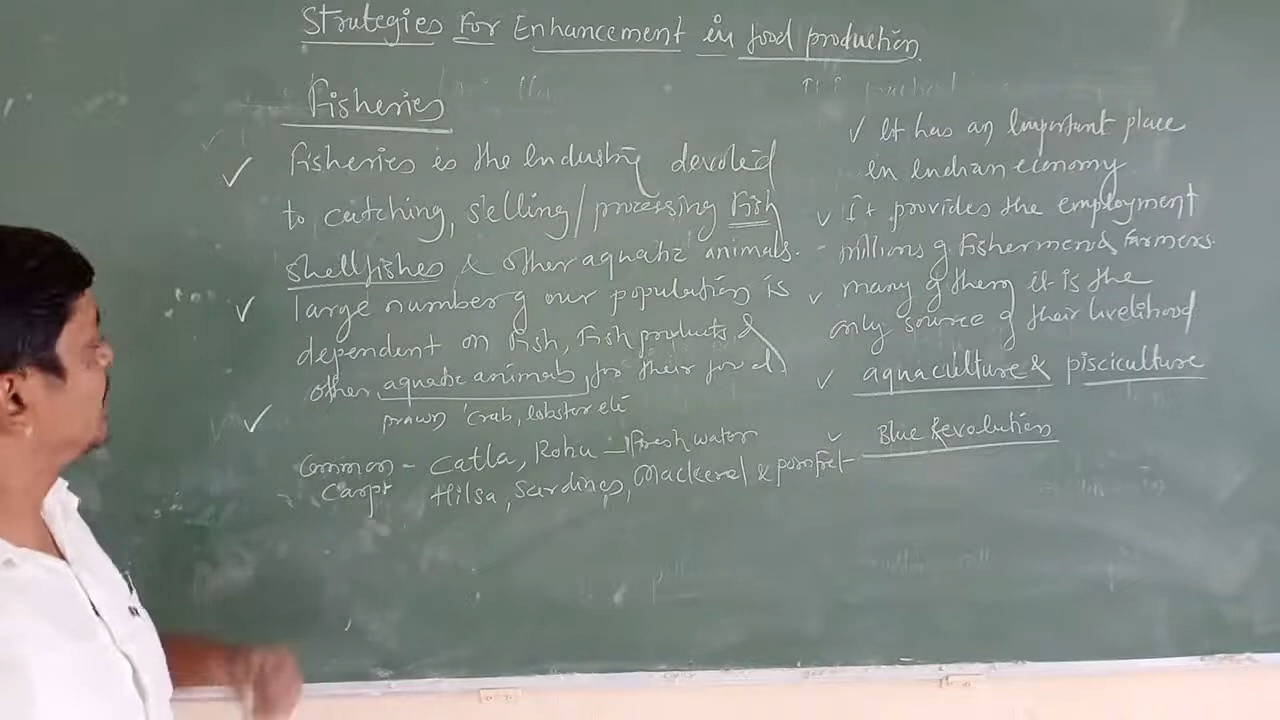 Strategies for Enhancement in food production.
Fisheries
Fisheries is the Industry devoted
to catching, selling/processing Fish
shellfishes & other aquatic animals.
large number of our population is
dependent on fish, Fish products &
other aquatic animals, for their food
prawn crab, lobster etc
Common - Catla, Rohu - Fresh water
Carps Hilsa, Sardines, Mackerel & pomfret
✓ It has an Important place
in Indian economy
✓ It provides the employment
- millions of Fishermen & farmers.
✓ many of them it is the
only source of their livelihood
✓ aquaculture & pisciculture
✓ Blue Revolution